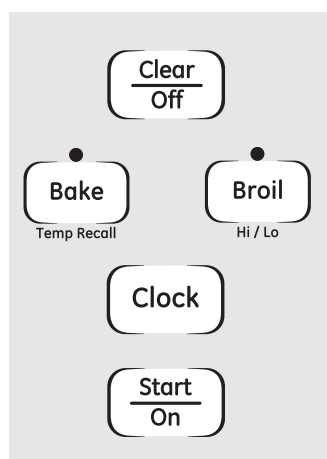 Clear
Off
Bake
Broil
Temp Recall
Hi / Lo
Clock
Start
On